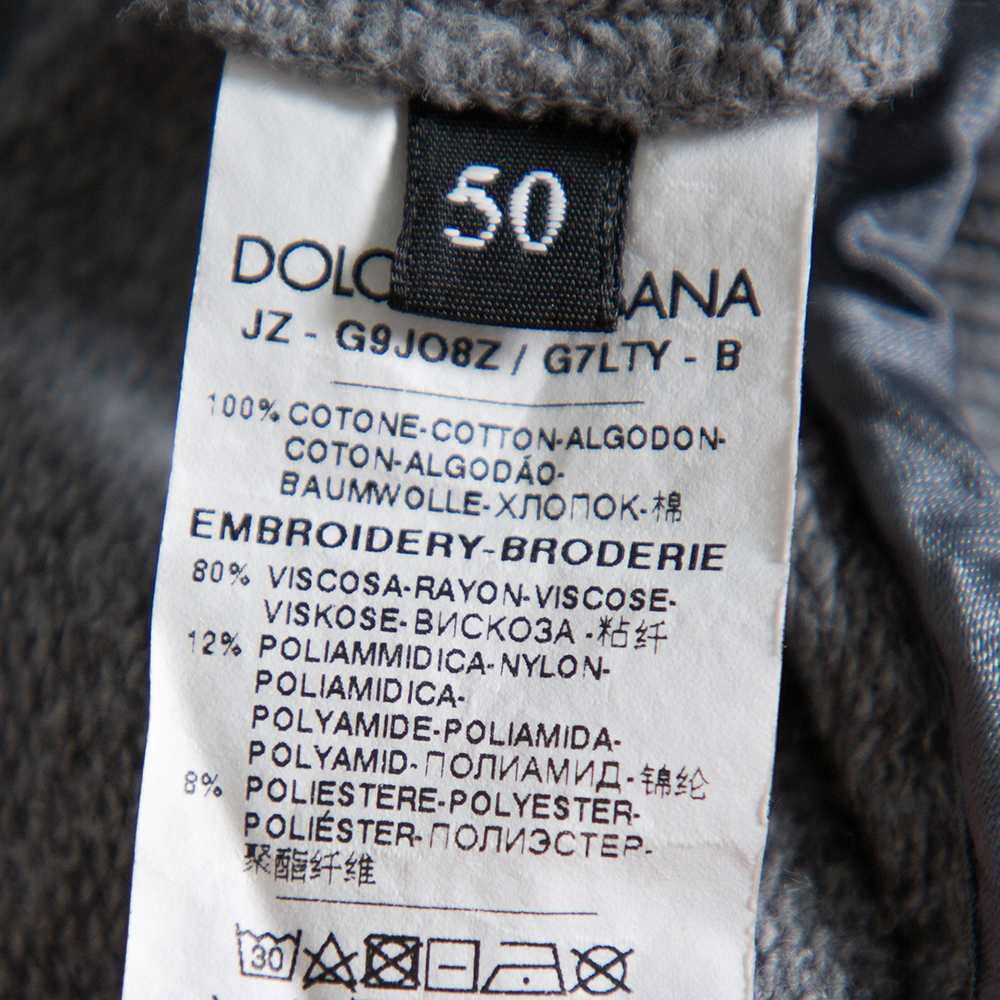 50
DOLC ANA
JZ - G9JO8Z / G7LTY - B
100% COTONE-COTTON-ALGODON-
COTON-ALGODÃO-
BAUMWOLLE-ХЛОПОК-棉
EMBROIDERY-BRODERIE
80% VISCOSA-RAYON-VISCOSE-
VISKOSE-ВИСКОЗА -粘纤
12% POLIAMMIDICA-NYLON-
POLIAMIDICA-
POLYAMIDE-POLIAMIDA-
POLYAMID-ПОЛИАМИД-锦纶
8% POLIESTERE-POLYESTER-
POLIÉSTER-ПОЛИЭСТЕР-
聚酯纤维
30